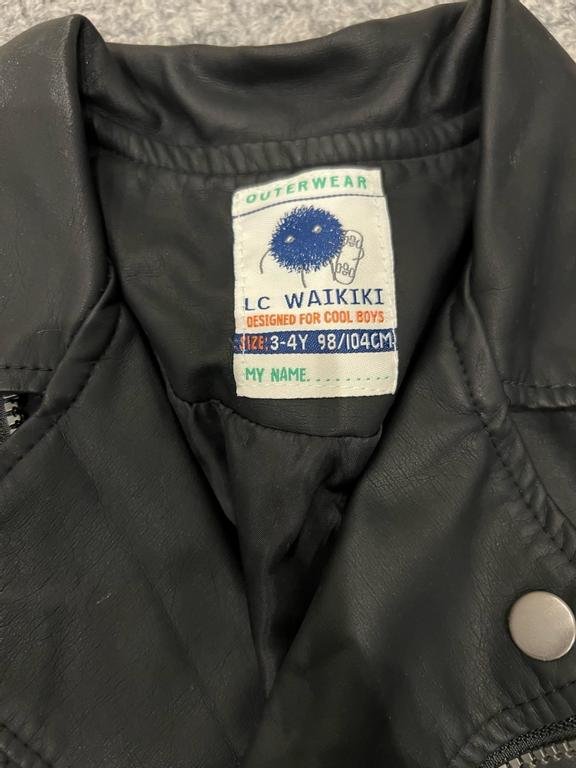 OUTERWEAR
LC WAIKIKI
DESIGNED FOR COOL BOYS
SIZE: 3-4Y 98/104CM
MY NAME........